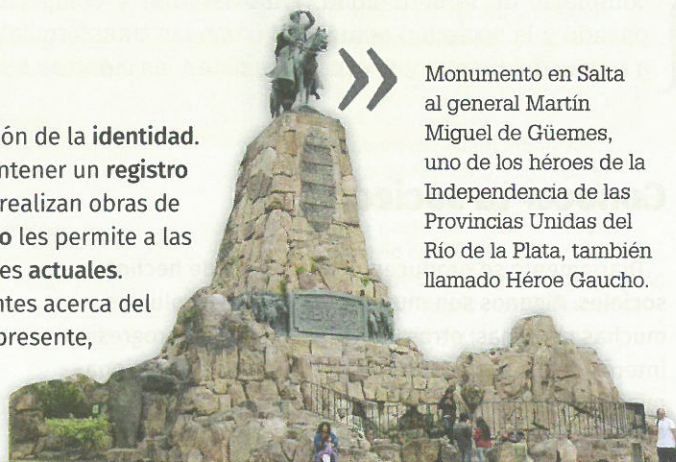 ón de la identidad.
ntener un registro
realizan obras de
o les permite a las
es actuales.
ntes acerca del
presente,
Monumento en Salta
al general Martín
Miguel de Güemes,
uno de los héroes de la
Independencia de las
Provincias Unidas del
Río de la Plata, también
llamado Héroe Gaucho.